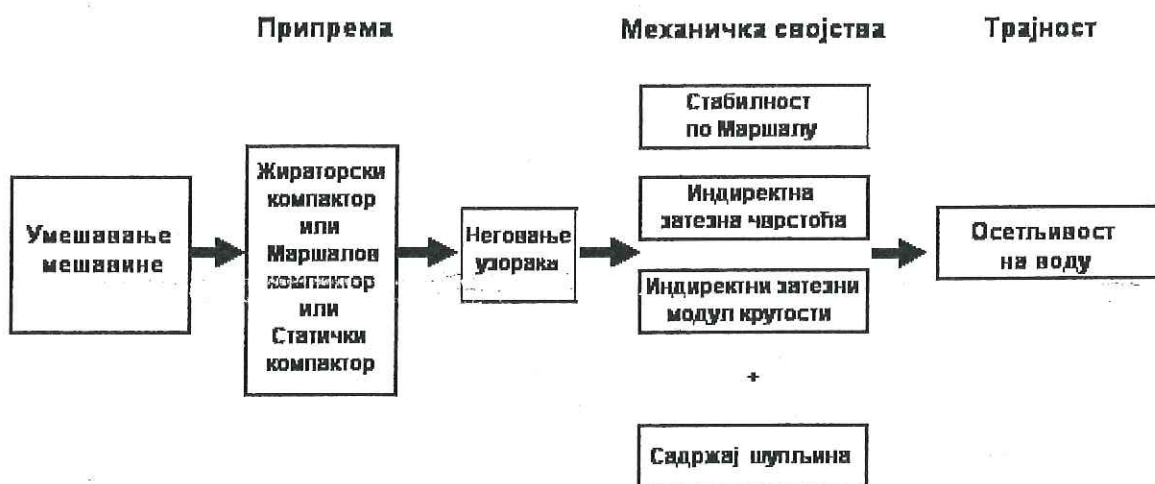 Припрема
Механичка својства
Трајност
Умешавање
мешавине
Жираторски
компактор
или
Маршалов
компактор
или
Статички
компактор
Неговање
узорака
Стабилност
по Маршалу
Индиректна
затезна чврстоћа
Индиректни затезни
модул крутости
+
Садржај шупљина
Осетљивост
на воду